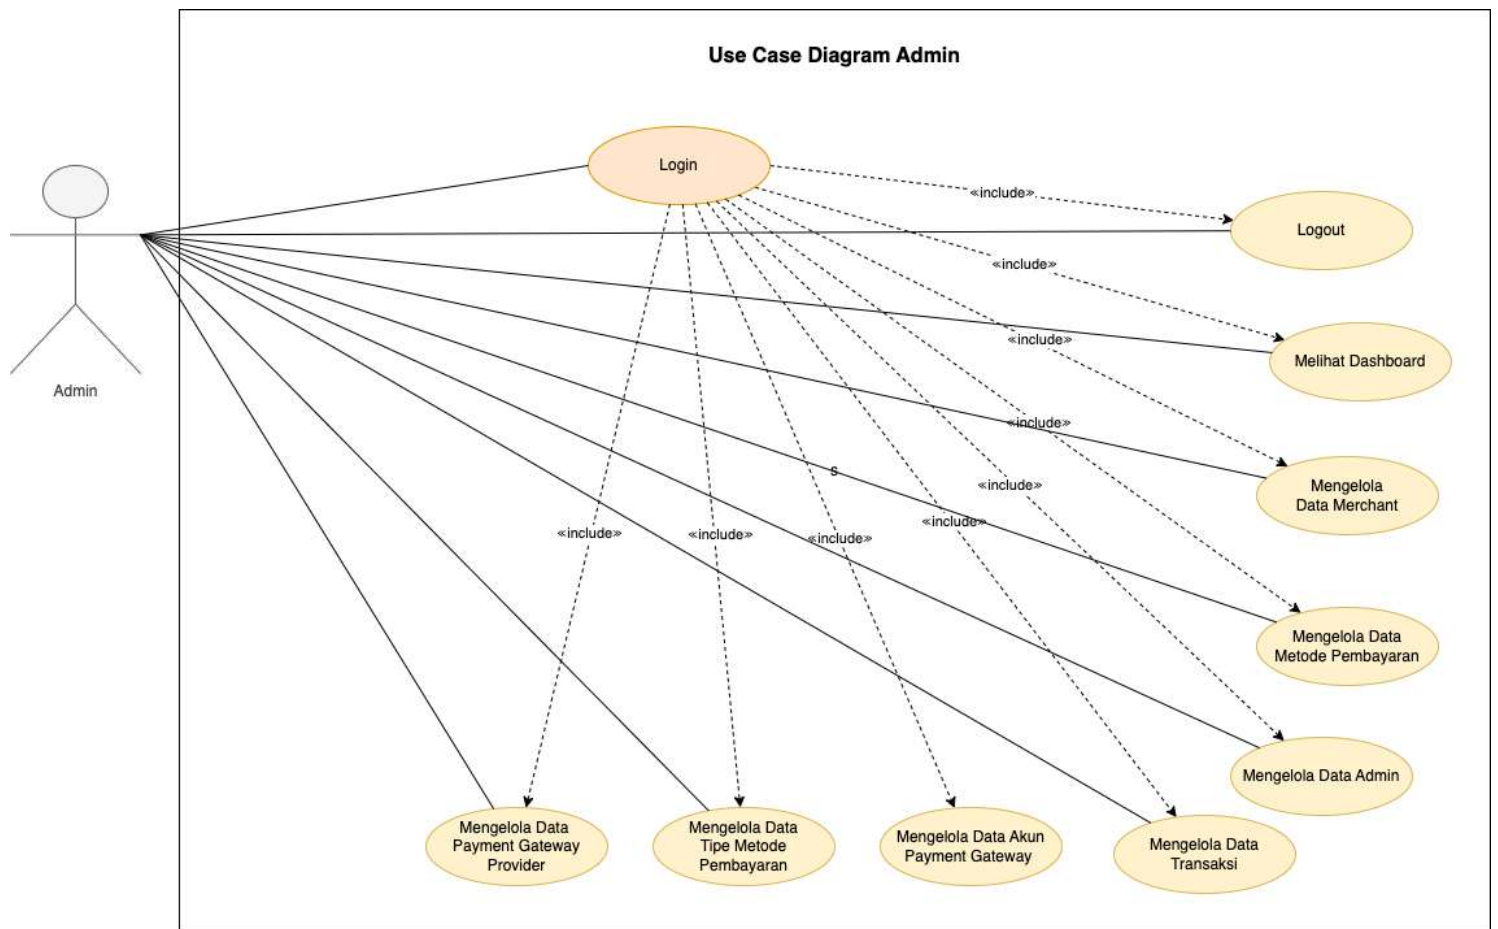 Use Case Diagram Admin
Login
«include»
Logout
«include»
Melihat Dashboard
«include»
Admin
«include»
Mengelola
Data Merchant
s
«include»
«include»
«include»
«include»
«include»
Mengelola Data
Metode Pembayaran
Mengelola Data Admin
Mengelola Data
Payment Gateway
Provider
Mengelola Data
Tipe Metode
Pembayaran
Mengelola Data Akun
Payment Gateway
Mengelola Data
Transaksi